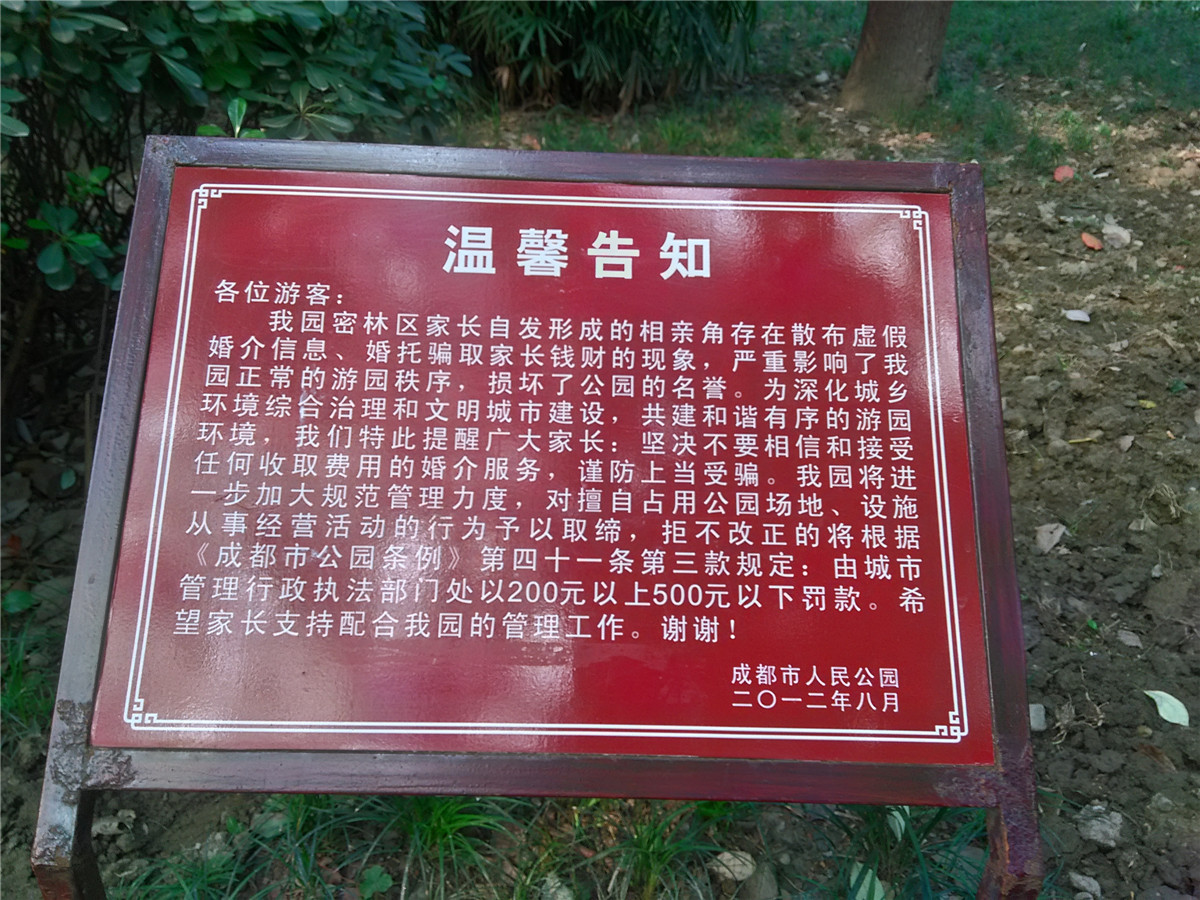 温馨告知
各位游客：
我园密林区家长自发形成的相亲角存在散布虚假
婚介信息、婚托骗取家长钱财的现象，严重影响了我
园正常的游园秩序，损坏了公园的名誉。为深化城乡
环境综合治理和文明城市建设，共建和谐有序的游园
环境，我们特此提醒广大家长：坚决不要相信和接受
任何收取费用的婚介服务，谨防上当受骗。我园将进
一步加大规范管理力度，对擅自占用公园场地、设施
从事经营活动的行为予以取缔，拒不改正的将根据
《成都市公园条例》第四十一条第三款规定：由城市
管理行政执法部门处以200元以上500元以下罚款。希
望家长支持配合我园的管理工作。谢谢！
成都市人民公园
二〇一二年八月